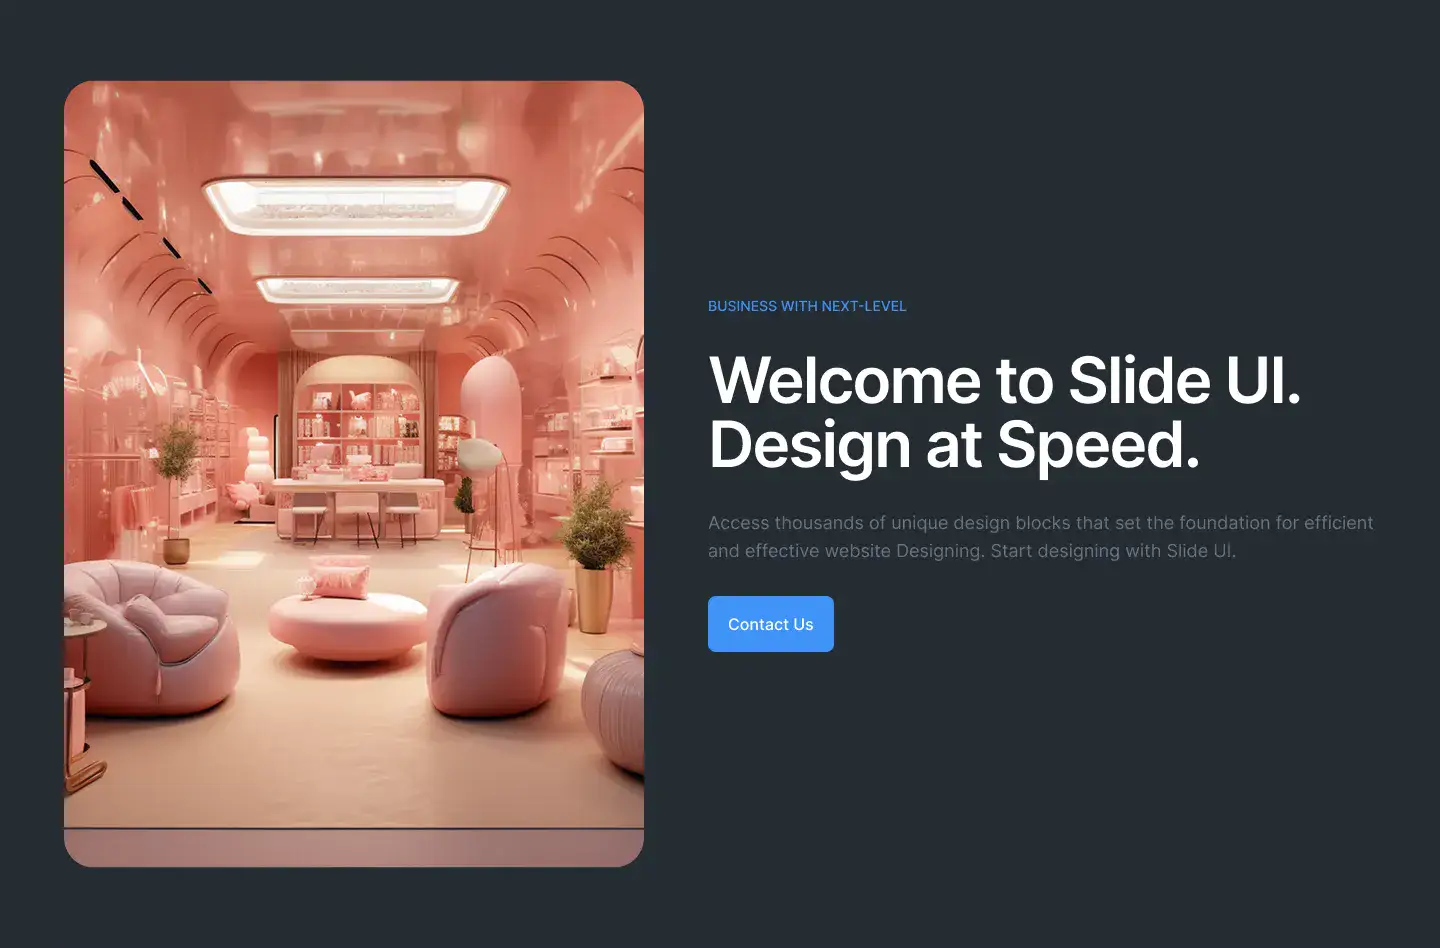 BUSINESS WITH NEXT-LEVEL
Welcome to Slide UI.
Design at Speed.
Access thousands of unique design blocks that set the foundation for efficient
and effective website Designing. Start designing with Slide UI.
Contact Us